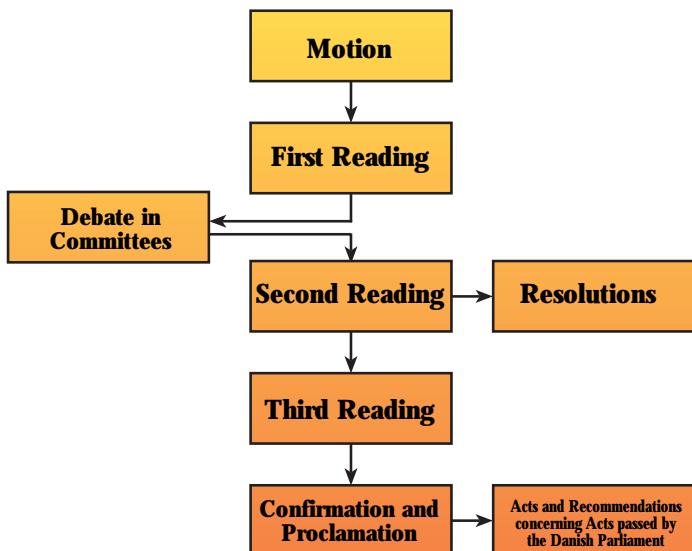 Motion
First Reading
Debate in
Committees
Second Reading
Resolutions
Third Reading
Confirmation and
Proclamation
Acts and Recommendations
concerning Acts passed by
the Danish Parliament